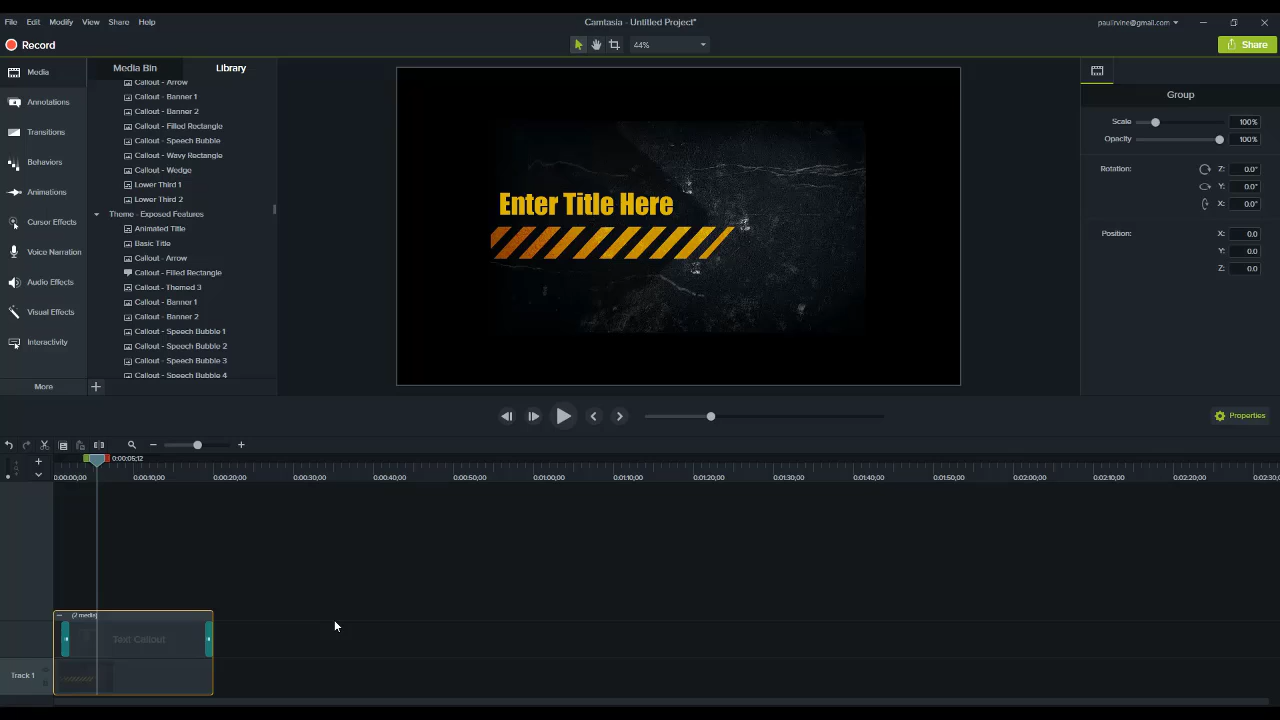 File Edit Modify View Share Help
Camtasia - Untitled Project*
paulirvine@gmail.com
Record
44%
Share
Media
Annotations
Transitions
Behaviors
Animations
Cursor Effects
Voice Narration
Audio Effects
Visual Effects
Interactivity
More
Media Bin Library
Callout - Arrow
Callout - Banner 1
Callout - Banner 2
Callout - Filled Rectangle
Callout - Speech Bubble
Callout - Wavy Rectangle
Callout - Wedge
Lower Third 1
Lower Third 2
Theme - Exposed Features
Animated Title
Basic Title
Callout - Arrow
Callout - Filled Rectangle
Callout - Themed 3
Callout - Banner 1
Callout - Banner 2
Callout - Speech Bubble 1
Callout - Speech Bubble 2
Callout - Speech Bubble 3
Callout - Speech Bubble 4
Enter Title Here
Group
Scale 100%
Opacity 100%
Rotation: Z: 0.0°
Y: 0.0°
X: 0.0°
Position: X: 0.0
Y: 0.0
Z: 0.0
Properties
0:00:05;12
0:00:00;00 0:00:10;00 0:00:20;00 0:00:30;00 0:00:40;00 0:00:50;00 0:01:00;00 0:01:10;00 0:01:20;00 0:01:30;00 0:01:40;00 0:01:50;00 0:02:00;00 0:02:10;00 0:02:20;00 0:02:30;00
(2 media)
Text Callout
Track 1